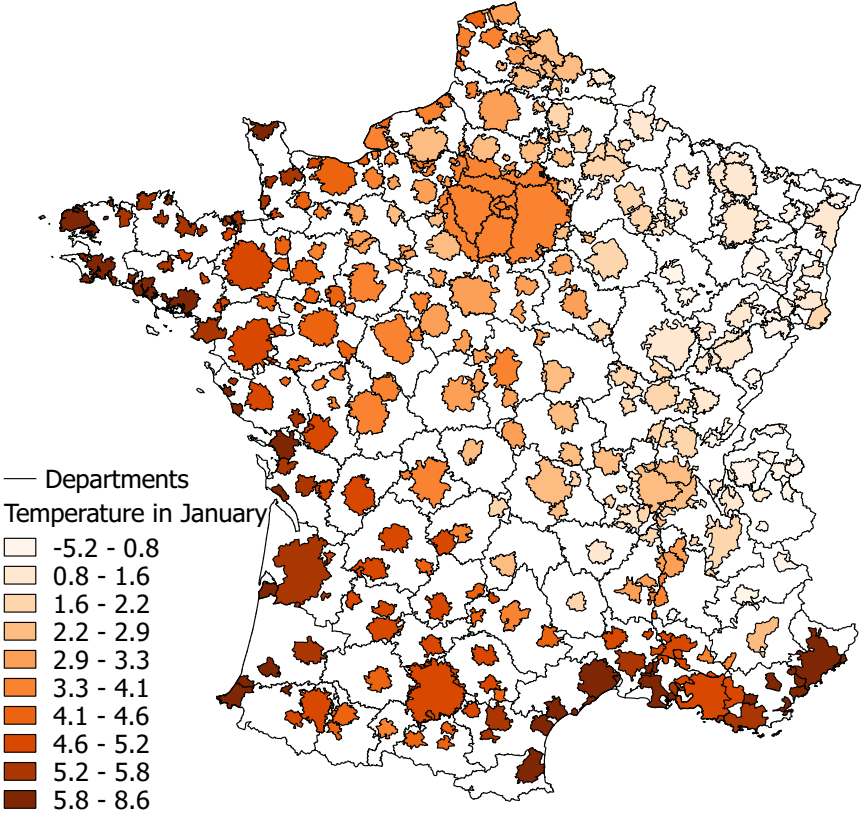 Departments
Temperature in January
-5.2 - 0.8
0.8 - 1.6
1.6 - 2.2
2.2 - 2.9
2.9 - 3.3
3.3 - 4.1
4.1 - 4.6
4.6 - 5.2
5.2 - 5.8
5.8 - 8.6